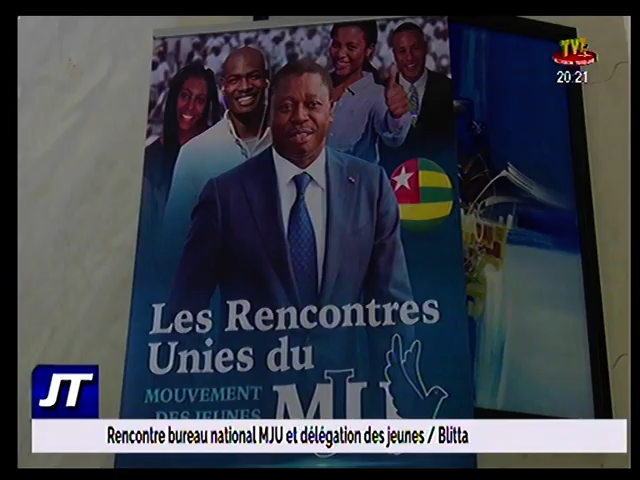 TVT
20:21
Les Rencontres
Unies du
MOUVEMENT
DES JEUNES
MJU
JT
Rencontre bureau national MJU et délégation des jeunes / Blitta